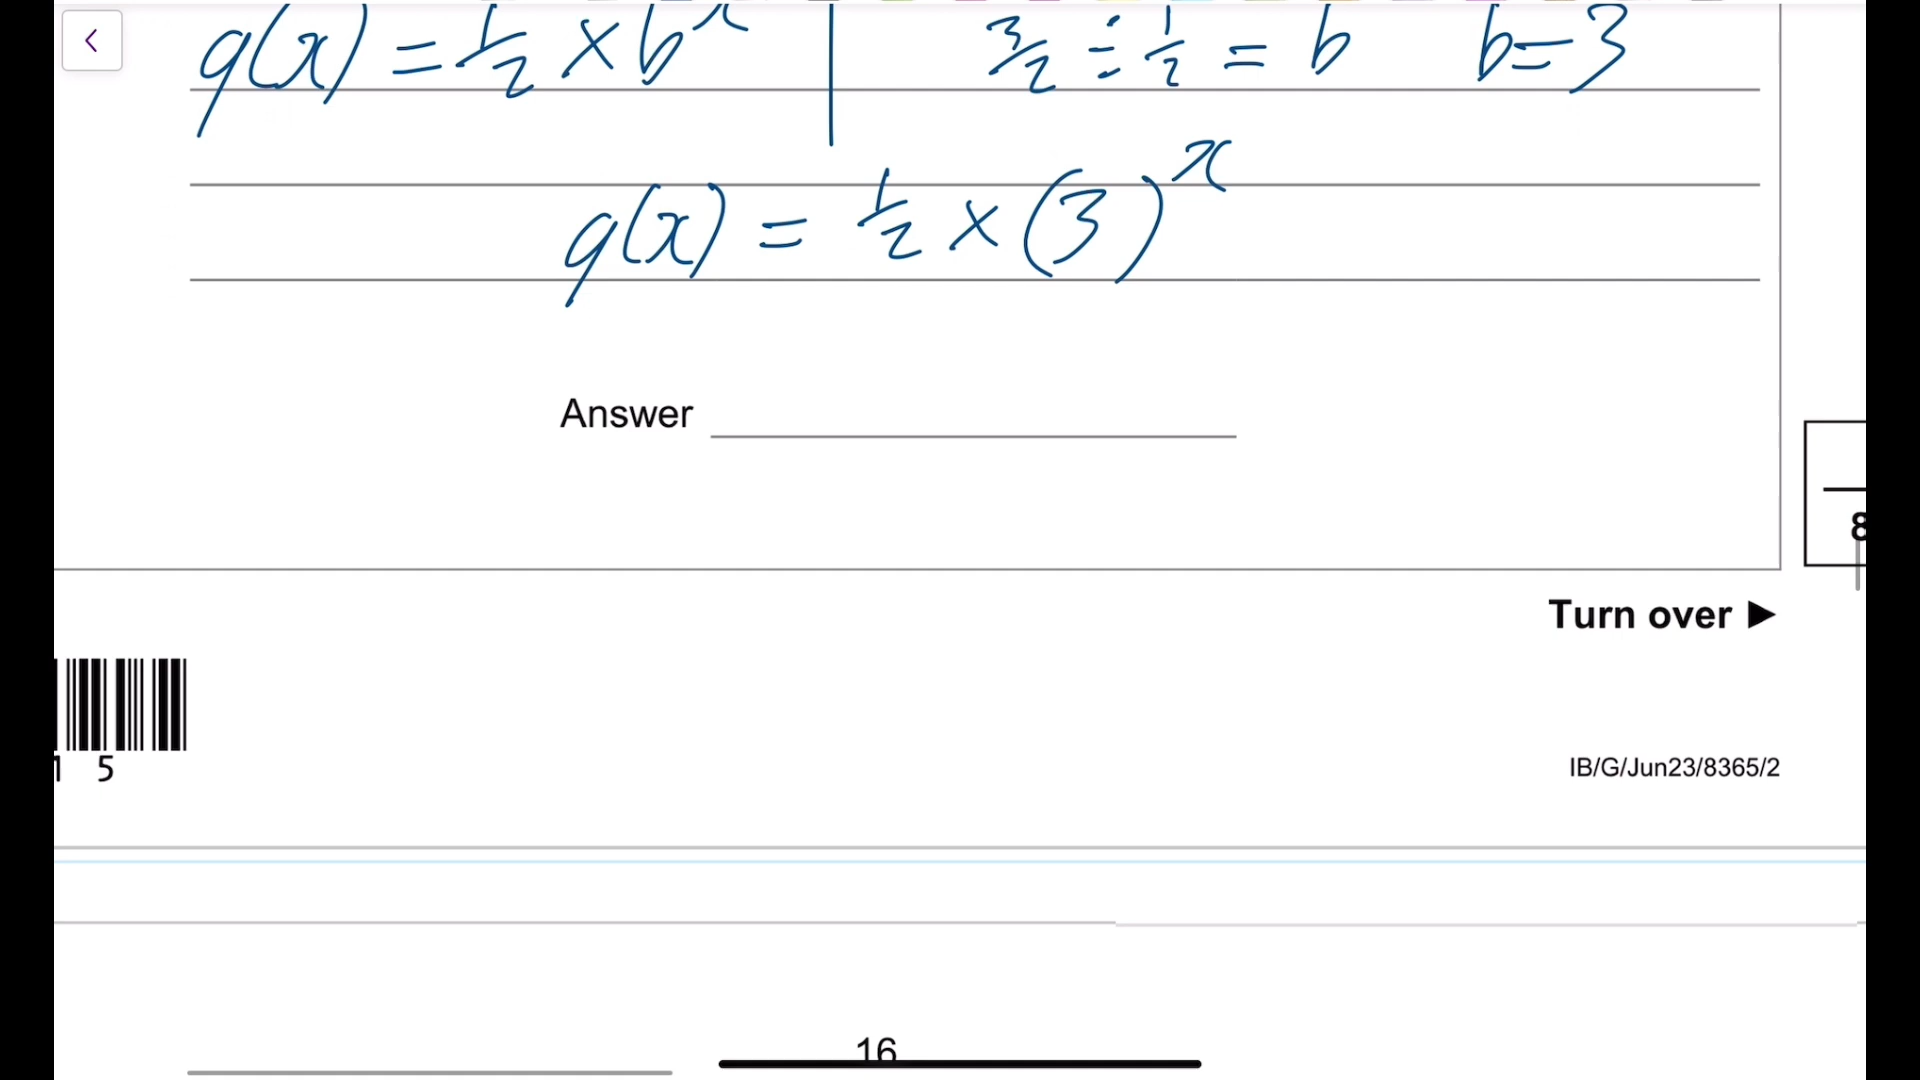 g(x) = 1/2 × b^x | 3/2 ÷ 1/2 = b b=3
g(x) = 1/2 × (3)^x
Answer
8
Turn over ►
1 5
IB/G/Jun23/8365/2
16